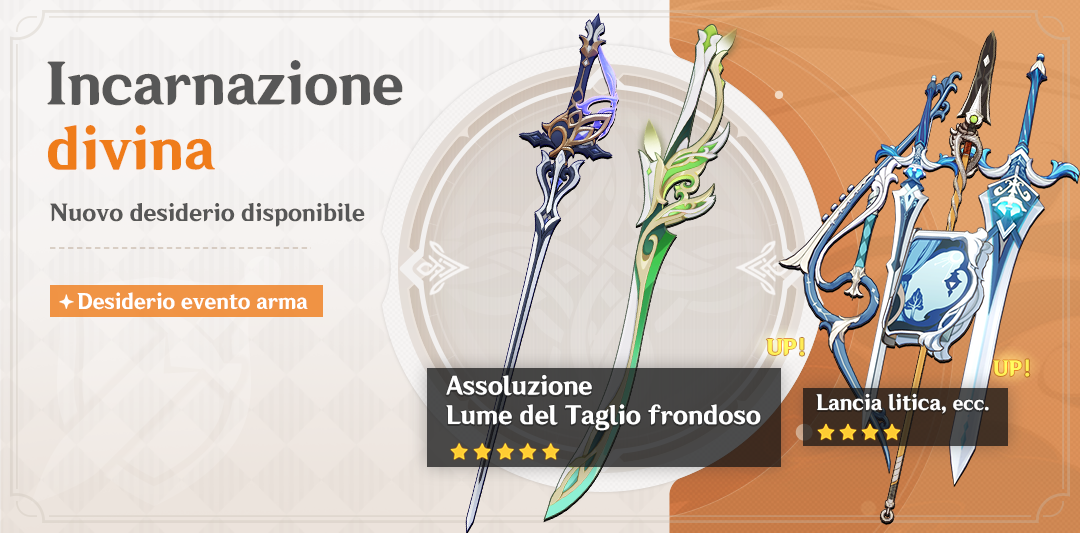 Incarnazione
divina
Nuovo desiderio disponibile
Desiderio evento arma
UP!
Assoluzione
Lume del Taglio frondoso
UP!
Lancia litica, ecc.